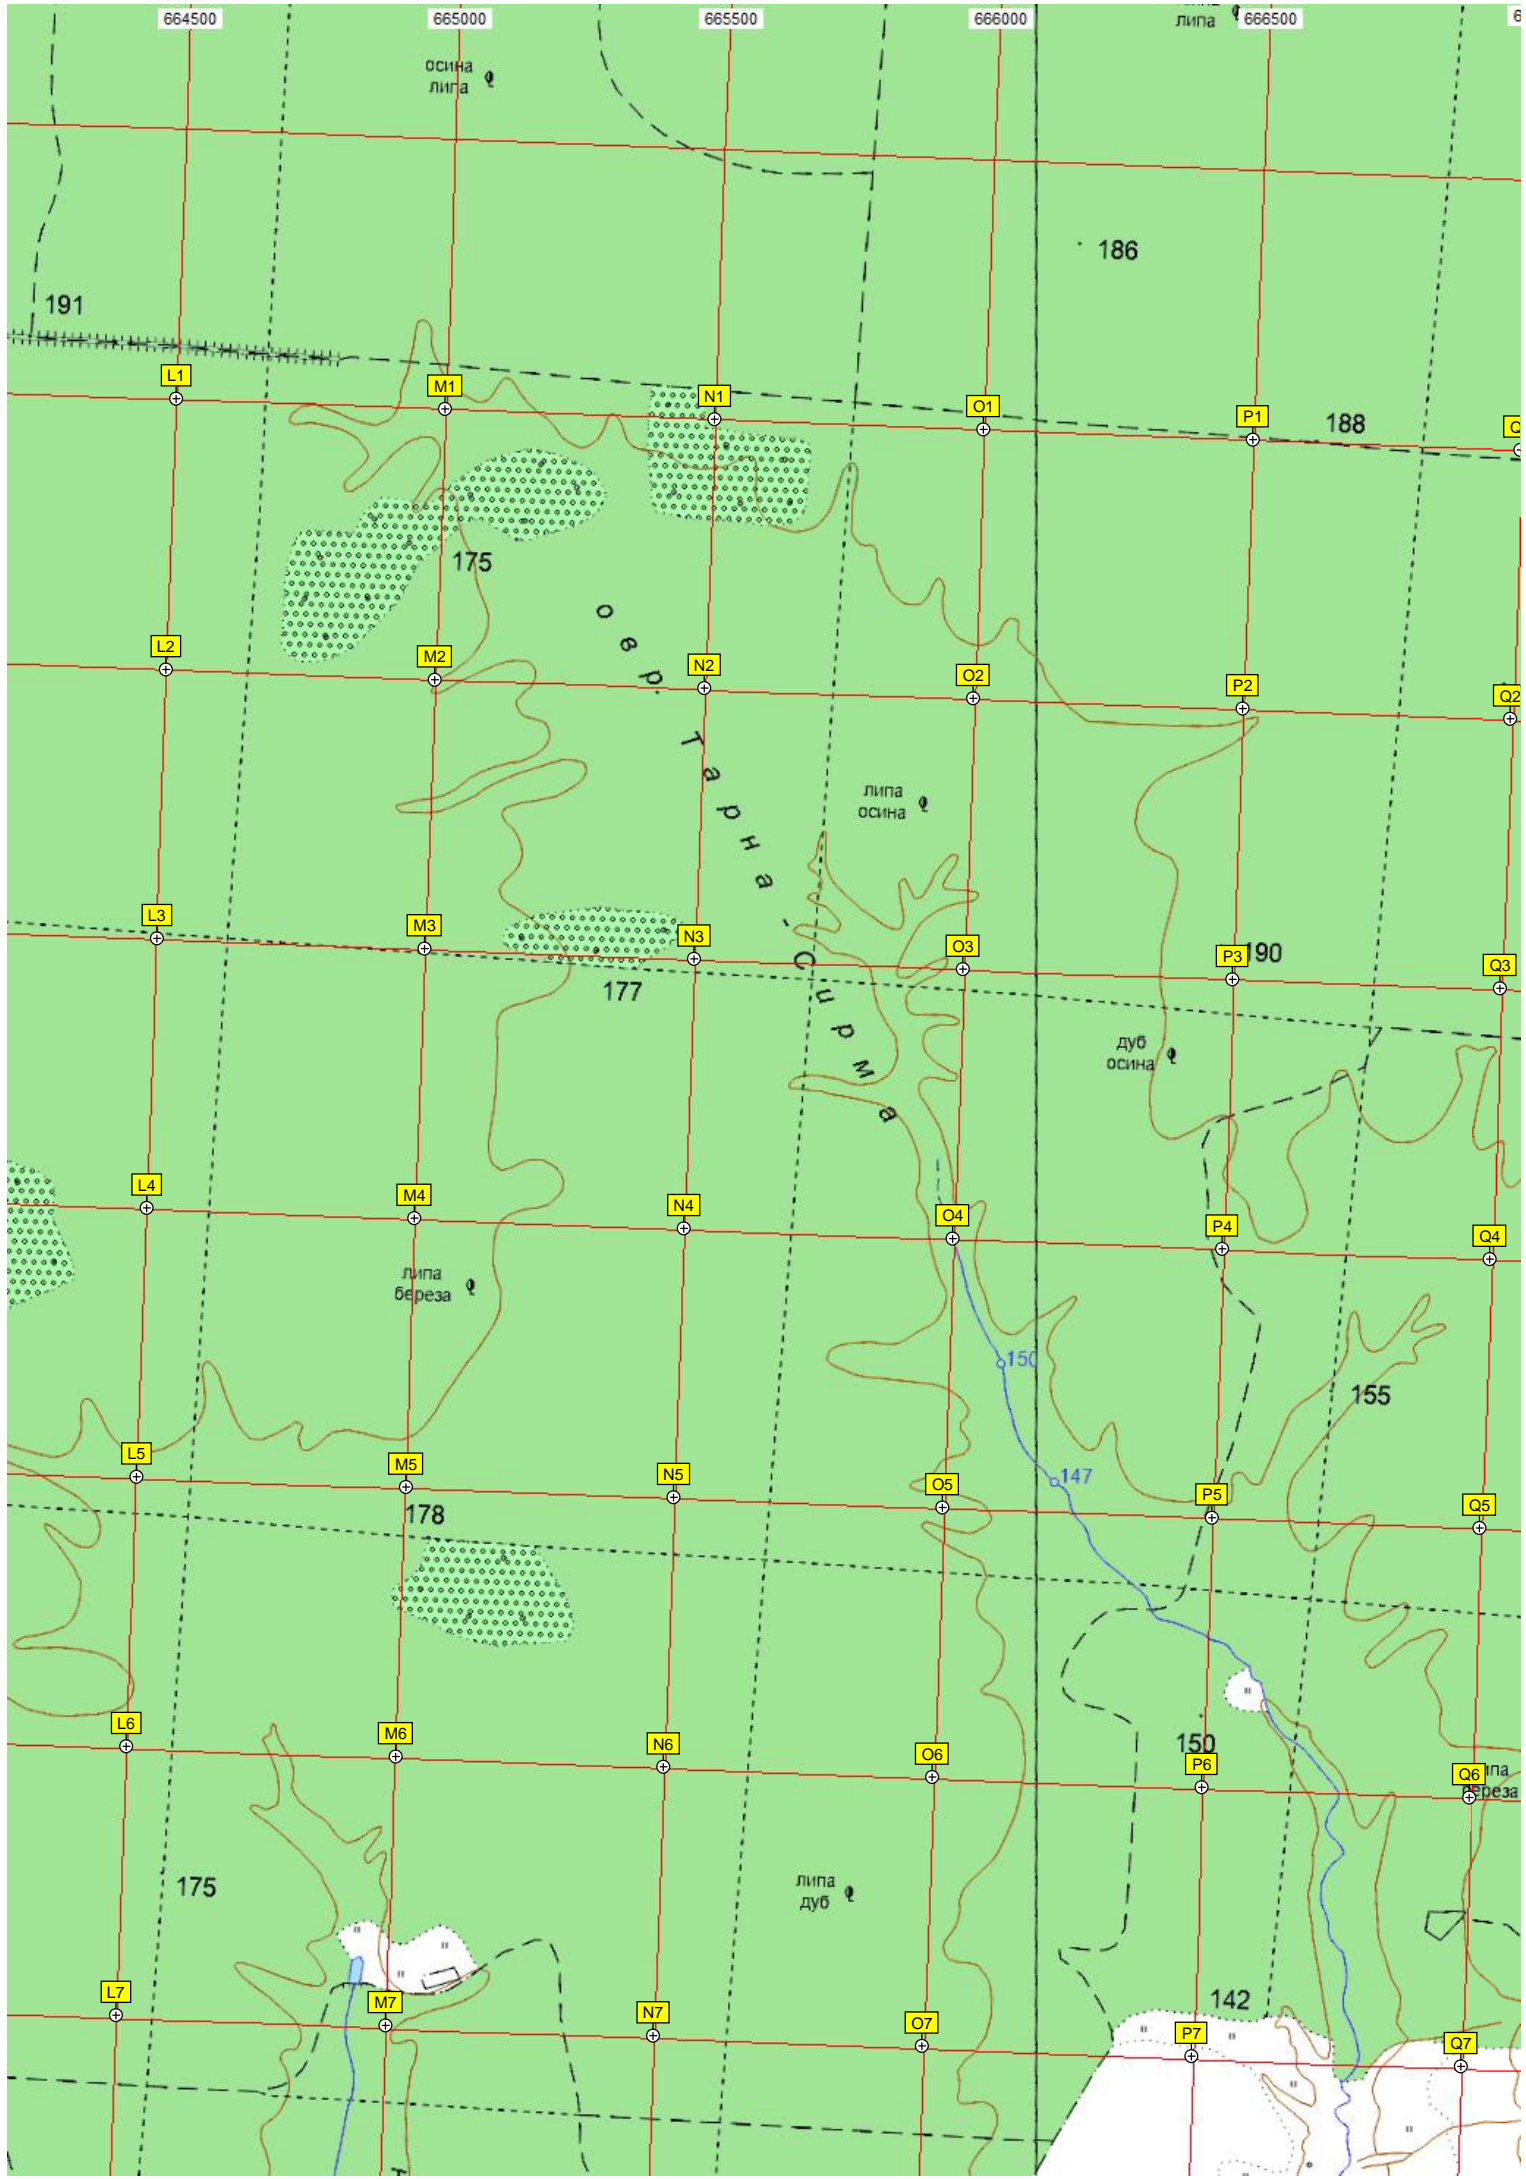 664500 665000 665500 666000 666500
липа
осина
липа
186
191
L1 M1 N1 O1 P1 188
175
L2 M2 N2 O2 P2 Q2
овр. Тарна-Сирма
липа
осина
L3 M3 N3 O3 P3 190 Q3
177
дуб
осина
L4 M4 N4 O4 P4 Q4
липа
береза
150
155
L5 M5 N5 O5 147 P5 Q5
178
L6 M6 N6 O6 150 P6 Q6
береза
175
липа
дуб
142
L7 M7 N7 O7 P7 Q7